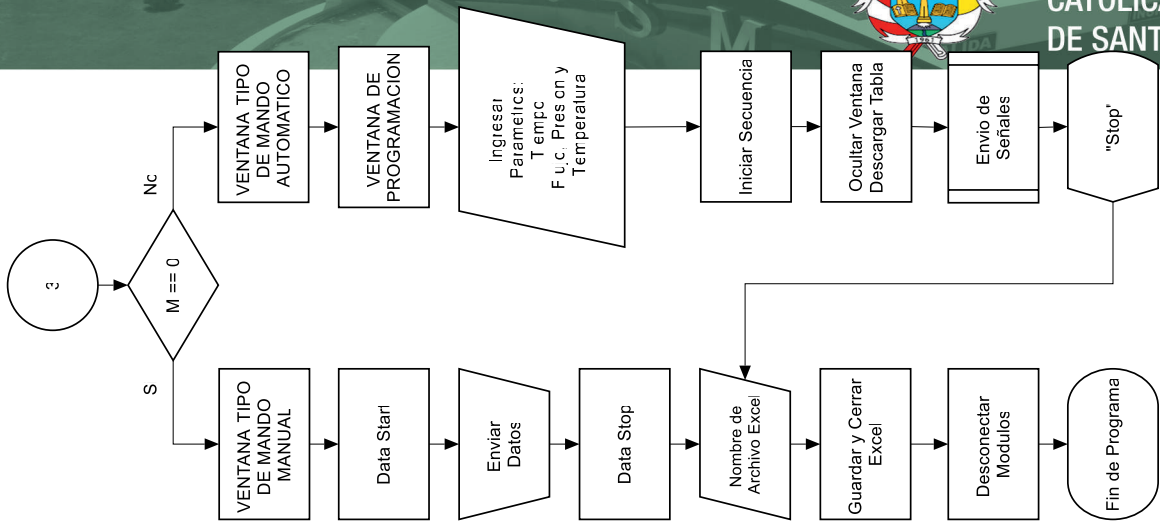 CATÓLICA
DE SANT
3
M == 0
S
No
VENTANA TIPO
DE MANDO
MANUAL
Data Start
Enviar
Datos
Data Stop
Nombre de
Archivo Excel
Guardar y Cerrar
Excel
Desconectar
Modulos
Fin de Programa
VENTANA TIPO
DE MANDO
AUTOMATICO
VENTANA DE
PROGRAMACION
Ingresar
Parametros:
Tiempo
Flujo, Presion y
Temperatura
Iniciar Secuencia
Ocultar Ventana
Descargar Tabla
Envio de
Señales
"Stop"